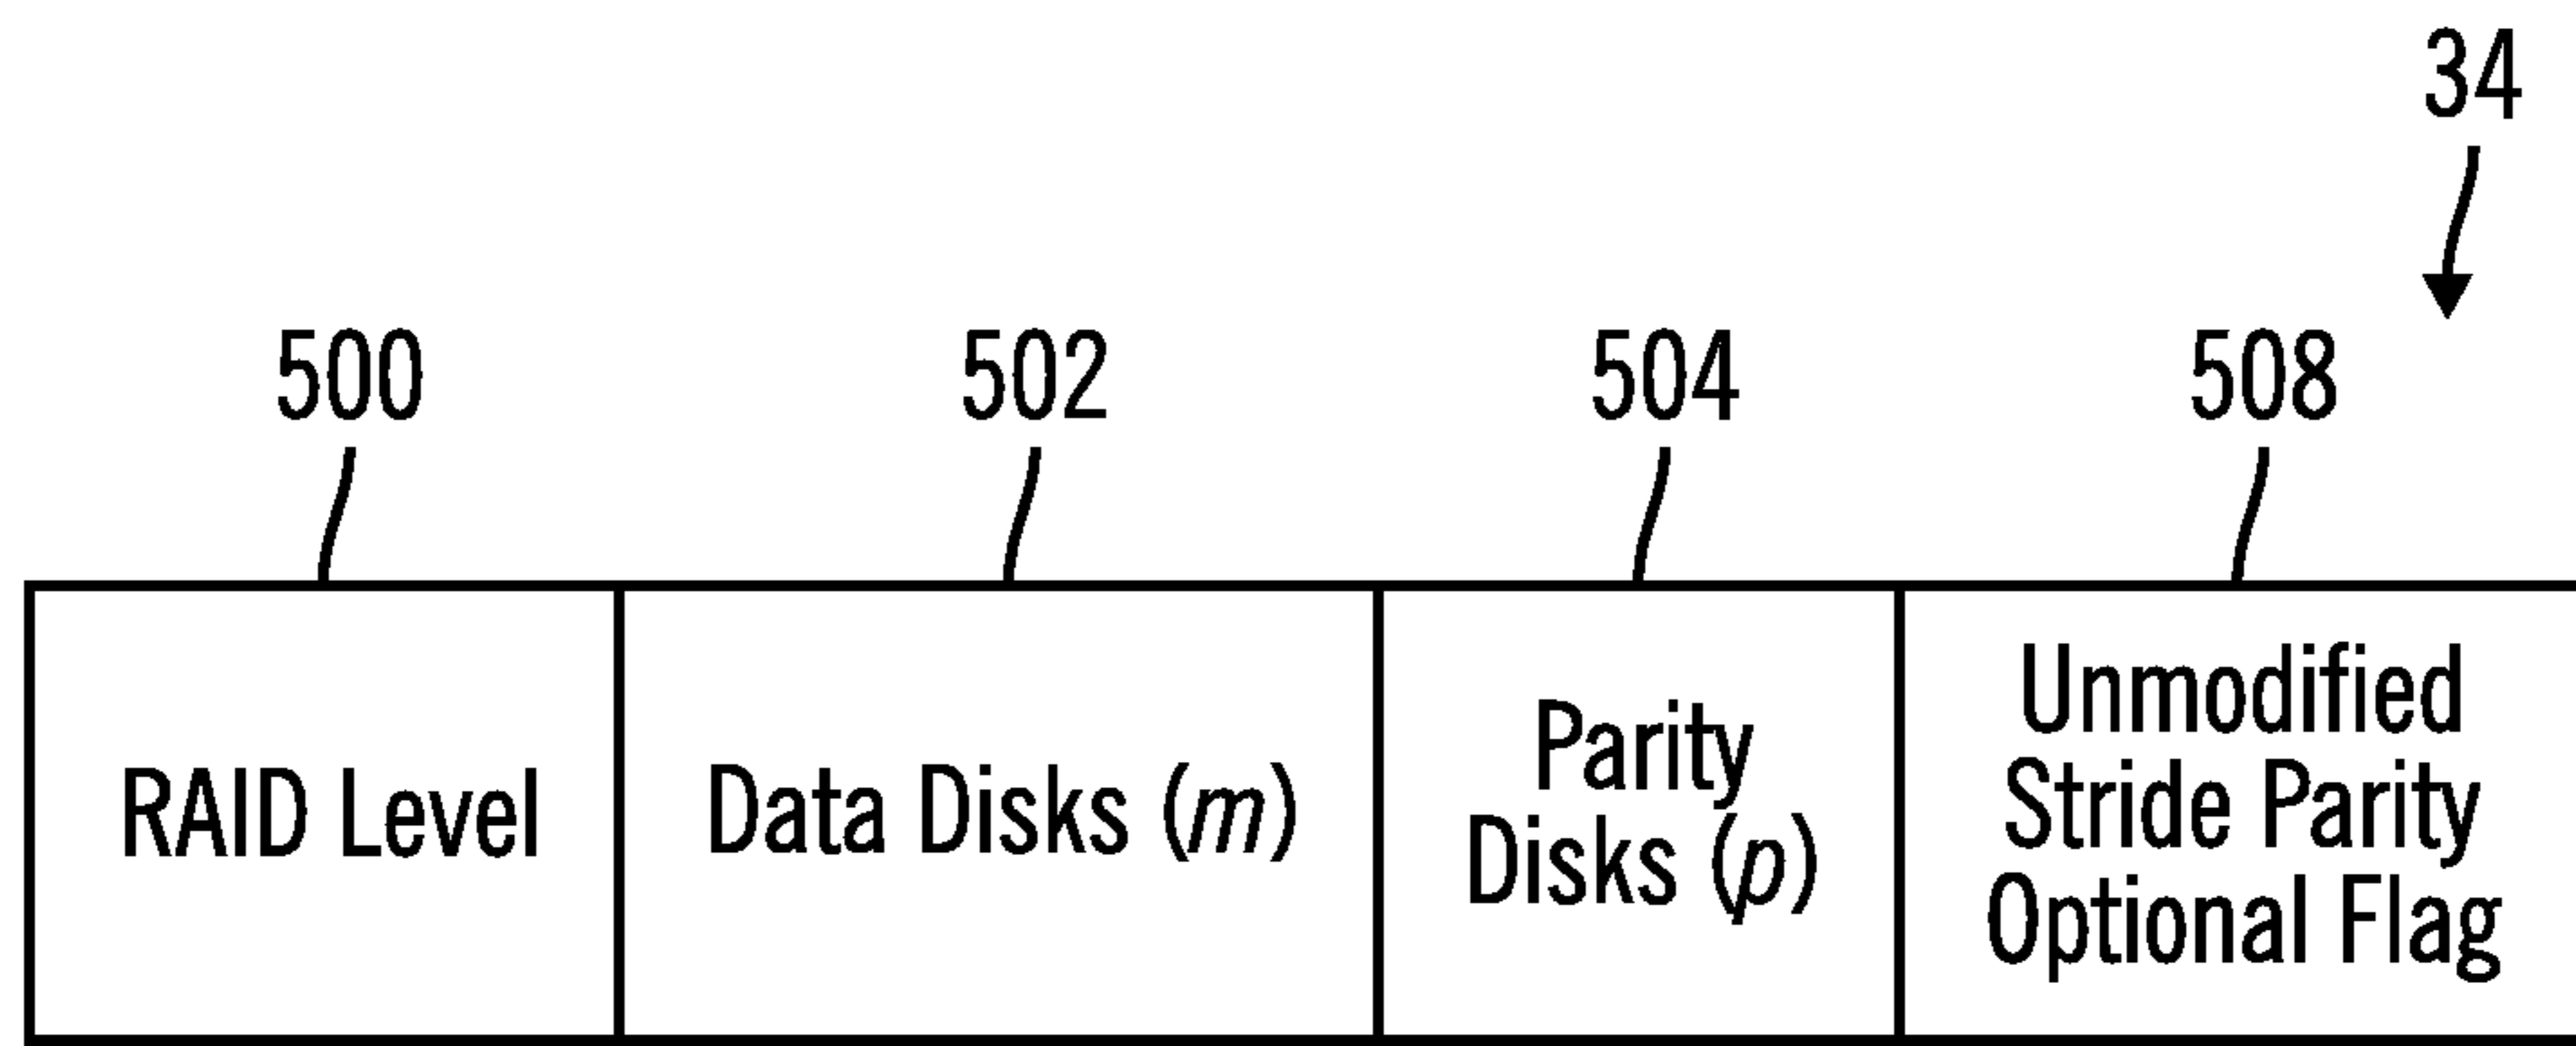 34
500
502
504
508
RAID Level
Data Disks (m)
Parity
Disks (p)
Unmodified
Stride Parity
Optional Flag